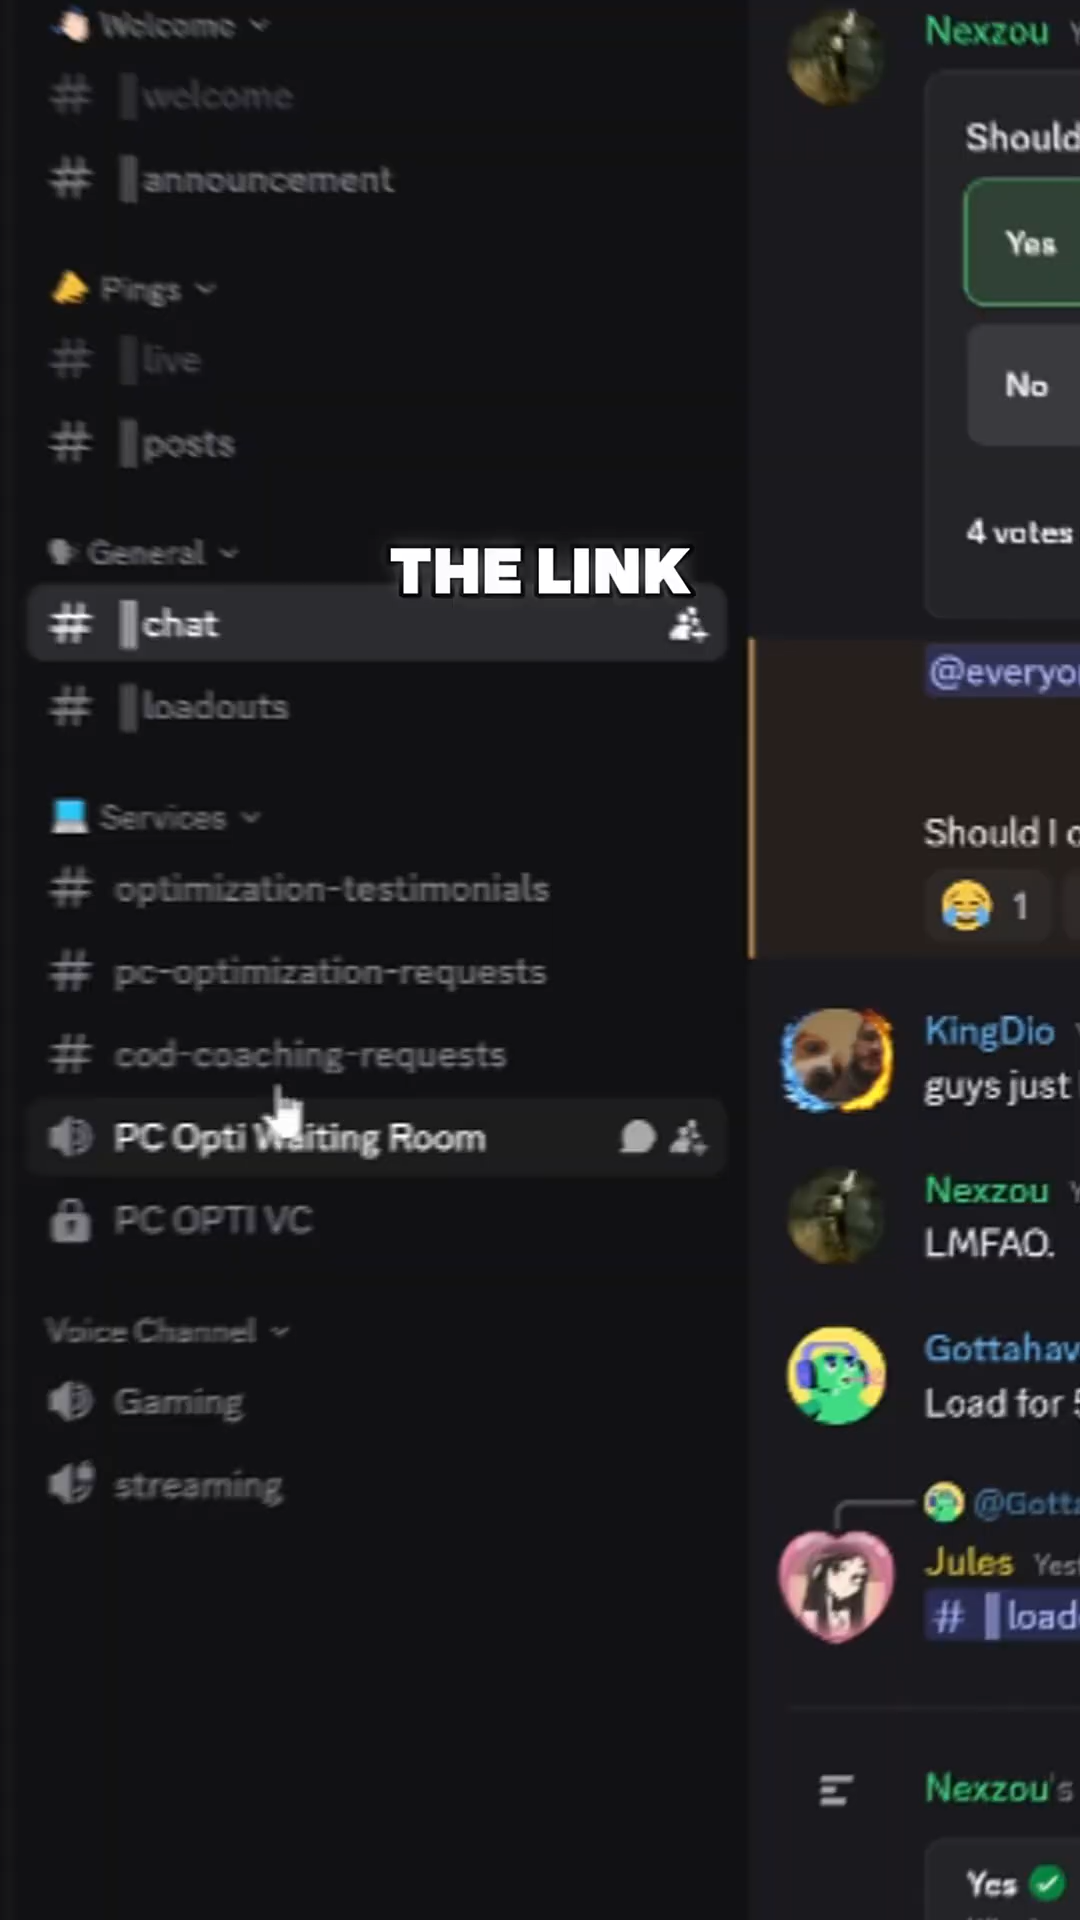 Welcome
welcome
announcement
Pings
live
posts
General
THE LINK
chat
loadouts
Services
optimization-testimonials
pc-optimization-requests
cod-coaching-requests
PC Opti Waiting Room
PC OPTI VC
Voice Channel
Gaming
streaming
Nexzou
Should
Yes
No
4 votes
@everyo
Should I
1
KingDio
guys just
Nexzou
LMFAO.
Gottahav
Load for
@Gotta
Jules Yest
# load
Nexzou's
Yes